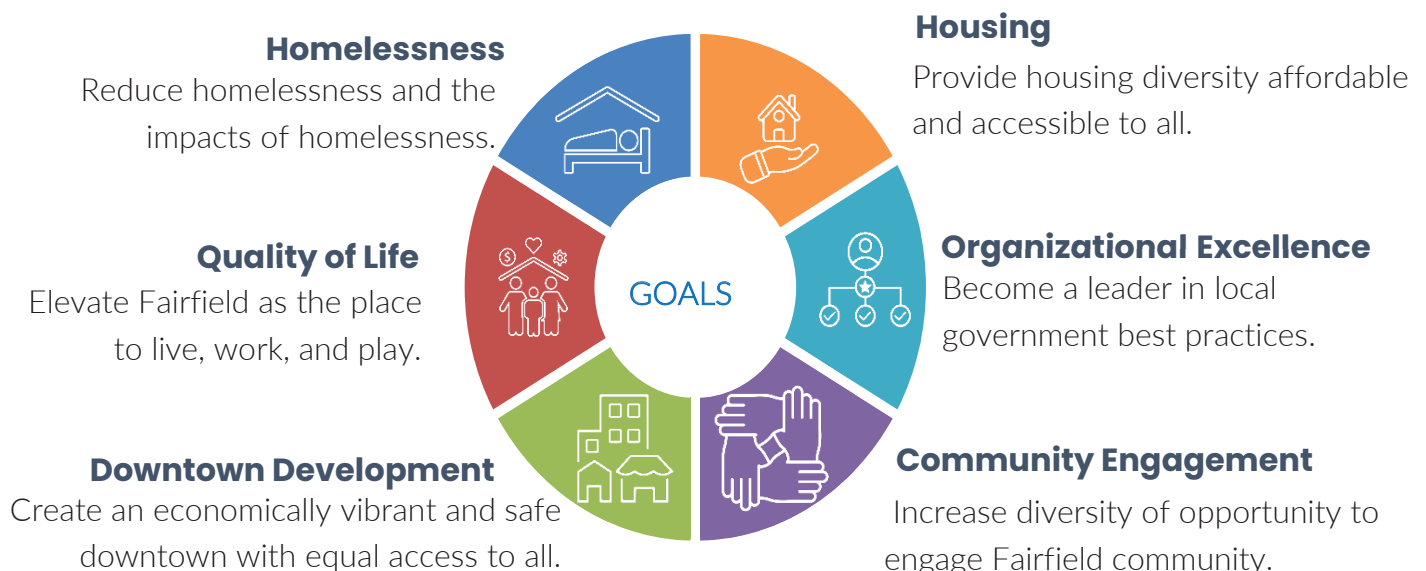 Homelessness
Reduce homelessness and the
impacts of homelessness.
Housing
Provide housing diversity affordable
and accessible to all.
Quality of Life
Elevate Fairfield as the place
to live, work, and play.
$
GOALS
Organizational Excellence
Become a leader in local
government best practices.
Downtown Development
Create an economically vibrant and safe
downtown with equal access to all.
Community Engagement
Increase diversity of opportunity to
engage Fairfield community.